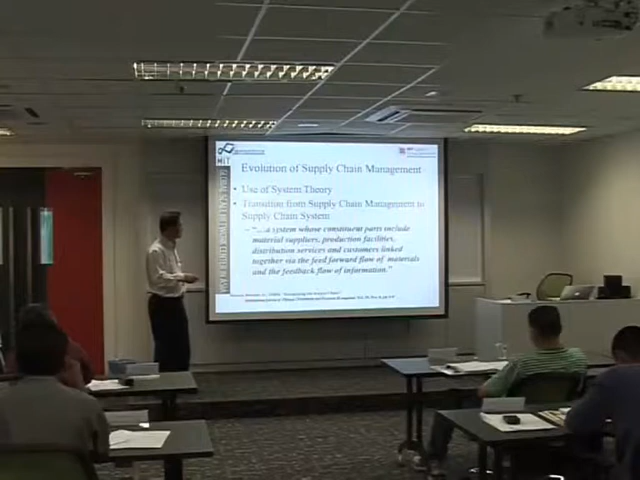 MIT
Evolution of Supply Chain Management
• Use of System Theory
• Transition from Supply Chain Management to
Supply Chain System
– "…a system whose constituent parts include
material suppliers, production facilities,
distribution services and customers linked
together via the feed forward flow of materials
and the feedback flow of information."